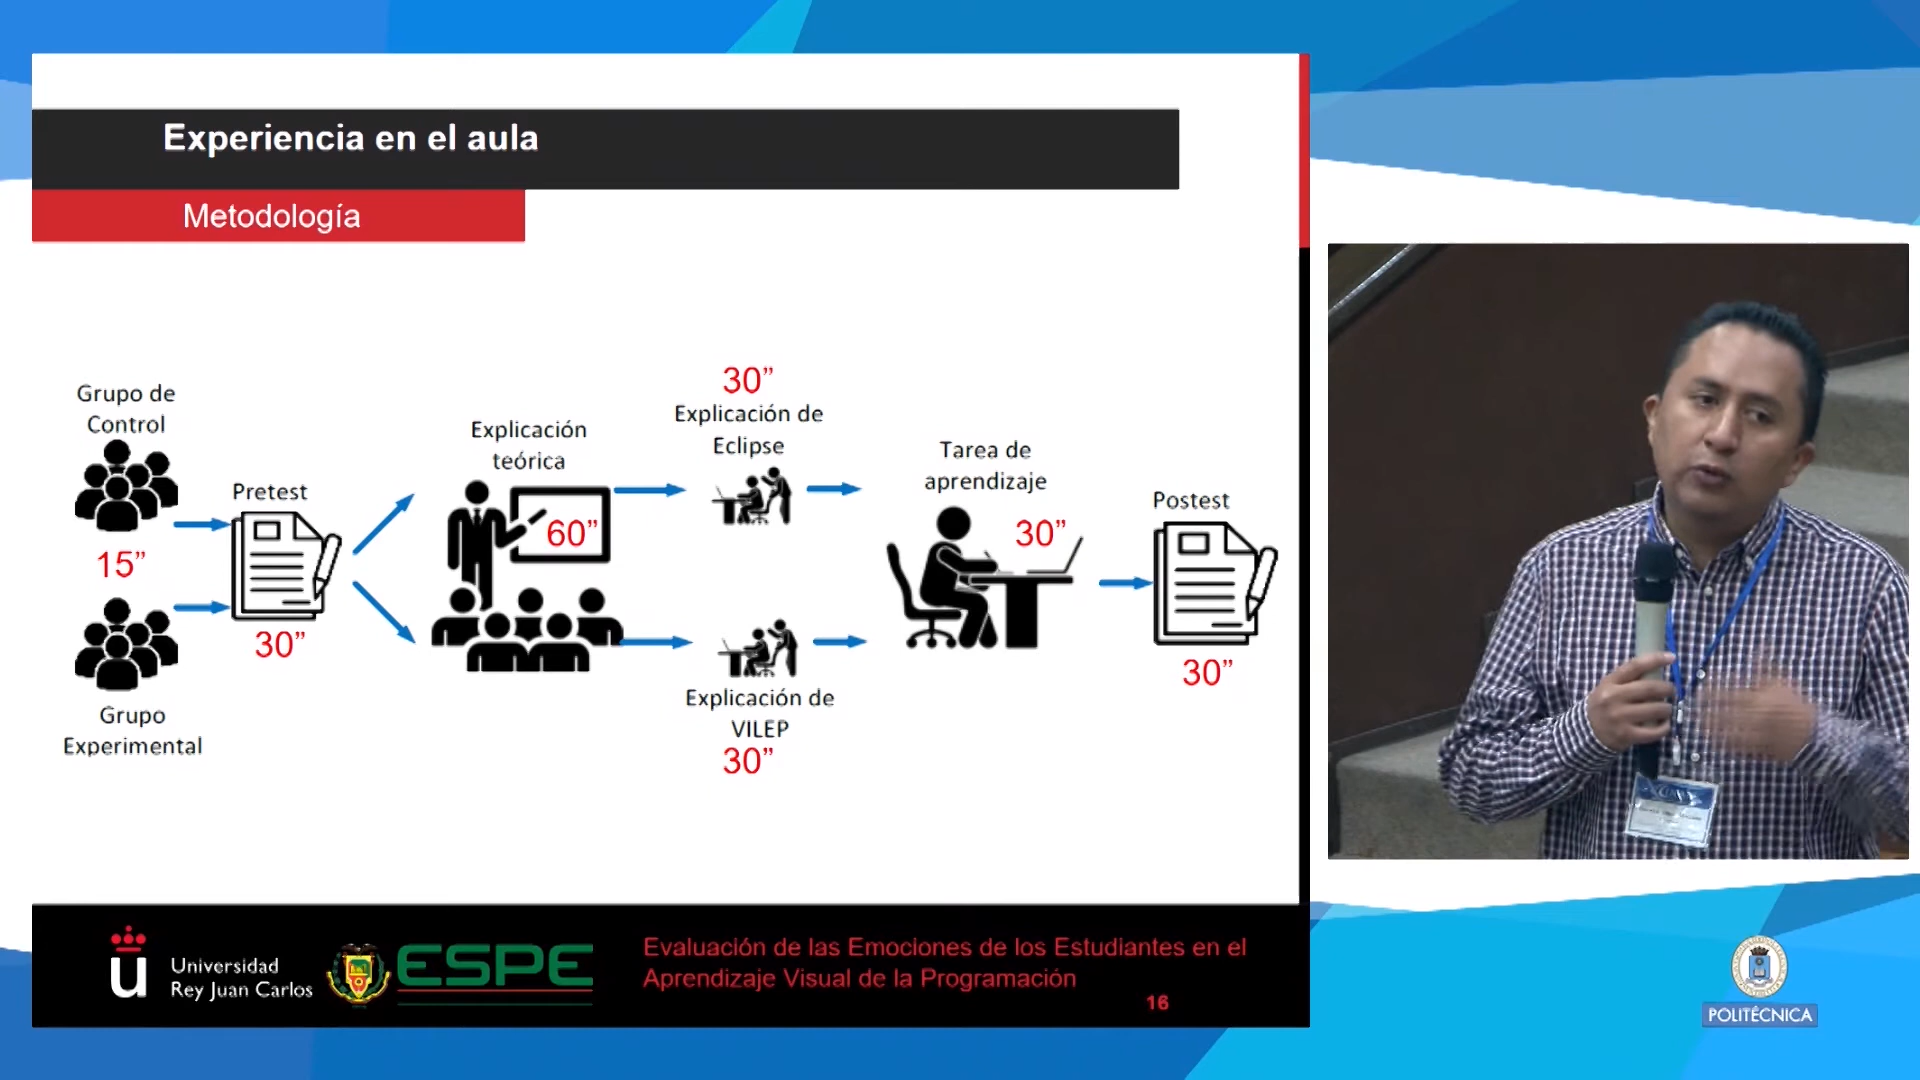 Experiencia en el aula
Metodología
Grupo de
Control
15”
Grupo
Experimental
Pretest
30”
Explicación
teórica
60”
30”
Explicación de
Eclipse
Explicación de
VILEP
30”
Tarea de
aprendizaje
30”
Postest
30”
u
Universidad
Rey Juan Carlos
ESPE
Evaluación de las Emociones de los Estudiantes en el
Aprendizaje Visual de la Programación
16
POLITÉCNICA